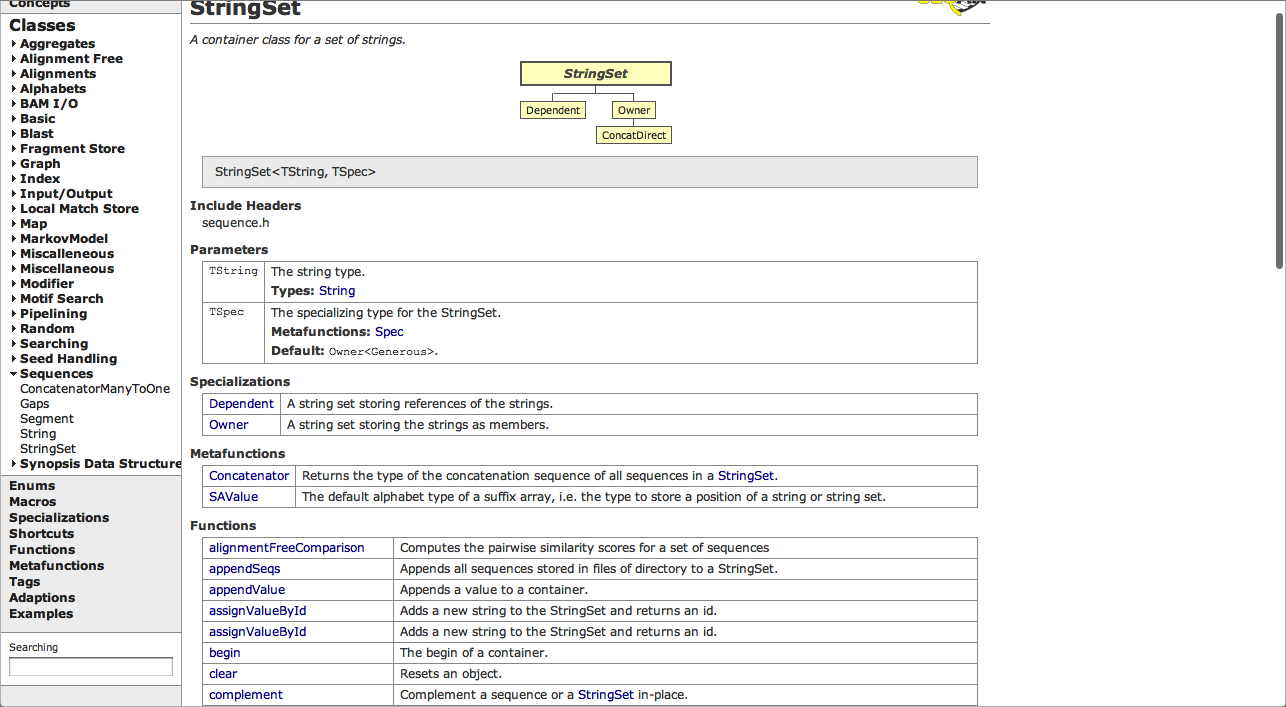 Concepts
Classes
Aggregates
Alignment Free
Alignments
Alphabets
BAM I/O
Basic
Blast
Fragment Store
Graph
Index
Input/Output
Local Match Store
Map
MarkovModel
Miscalleneous
Miscellaneous
Modifier
Motif Search
Pipelining
Random
Searching
Seed Handling
Sequences
ConcatenatorManyToOne
Gaps
Segment
String
StringSet
Synopsis Data Structure
Enums
Macros
Specializations
Shortcuts
Functions
Metafunctions
Tags
Adaptions
Examples
Searching
StringSet
A container class for a set of strings.
StringSet
Dependent Owner
ConcatDirect
StringSet<TString, TSpec>
Include Headers
sequence.h
Parameters
TString The string type.
Types: String
TSpec The specializing type for the StringSet.
Metafunctions: Spec
Default: Owner<Generous>.
Specializations
Dependent A string set storing references of the strings.
Owner A string set storing the strings as members.
Metafunctions
Concatenator Returns the type of the concatenation sequence of all sequences in a StringSet.
SAValue The default alphabet type of a suffix array, i.e. the type to store a position of a string or string set.
Functions
alignmentFreeComparison Computes the pairwise similarity scores for a set of sequences
appendSeqs Appends all sequences stored in files of directory to a StringSet.
appendValue Appends a value to a container.
assignValueById Adds a new string to the StringSet and returns an id.
assignValueById Adds a new string to the StringSet and returns an id.
begin The begin of a container.
clear Resets an object.
complement Complement a sequence or a StringSet in-place.